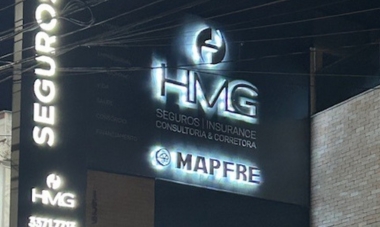 SEGUROS
HMG
HMG
SEGUROS | INSURANCE
CONSULTORIA & CORRETORA
MAPFRE